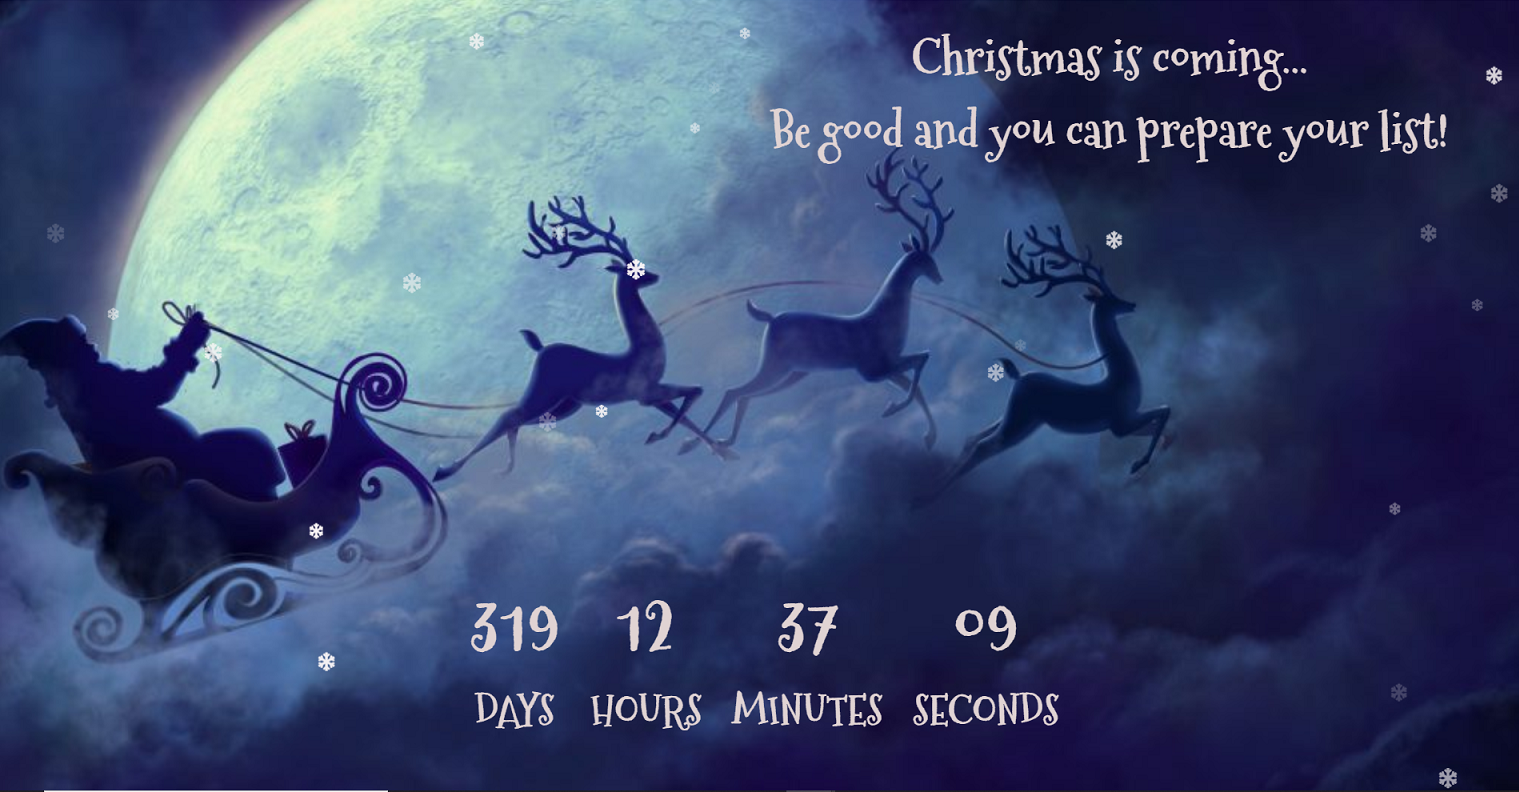 Christmas is coming...
Be good and you can prepare your list!
319 12 37 09
DAYS HOURS MINUTES SECONDS